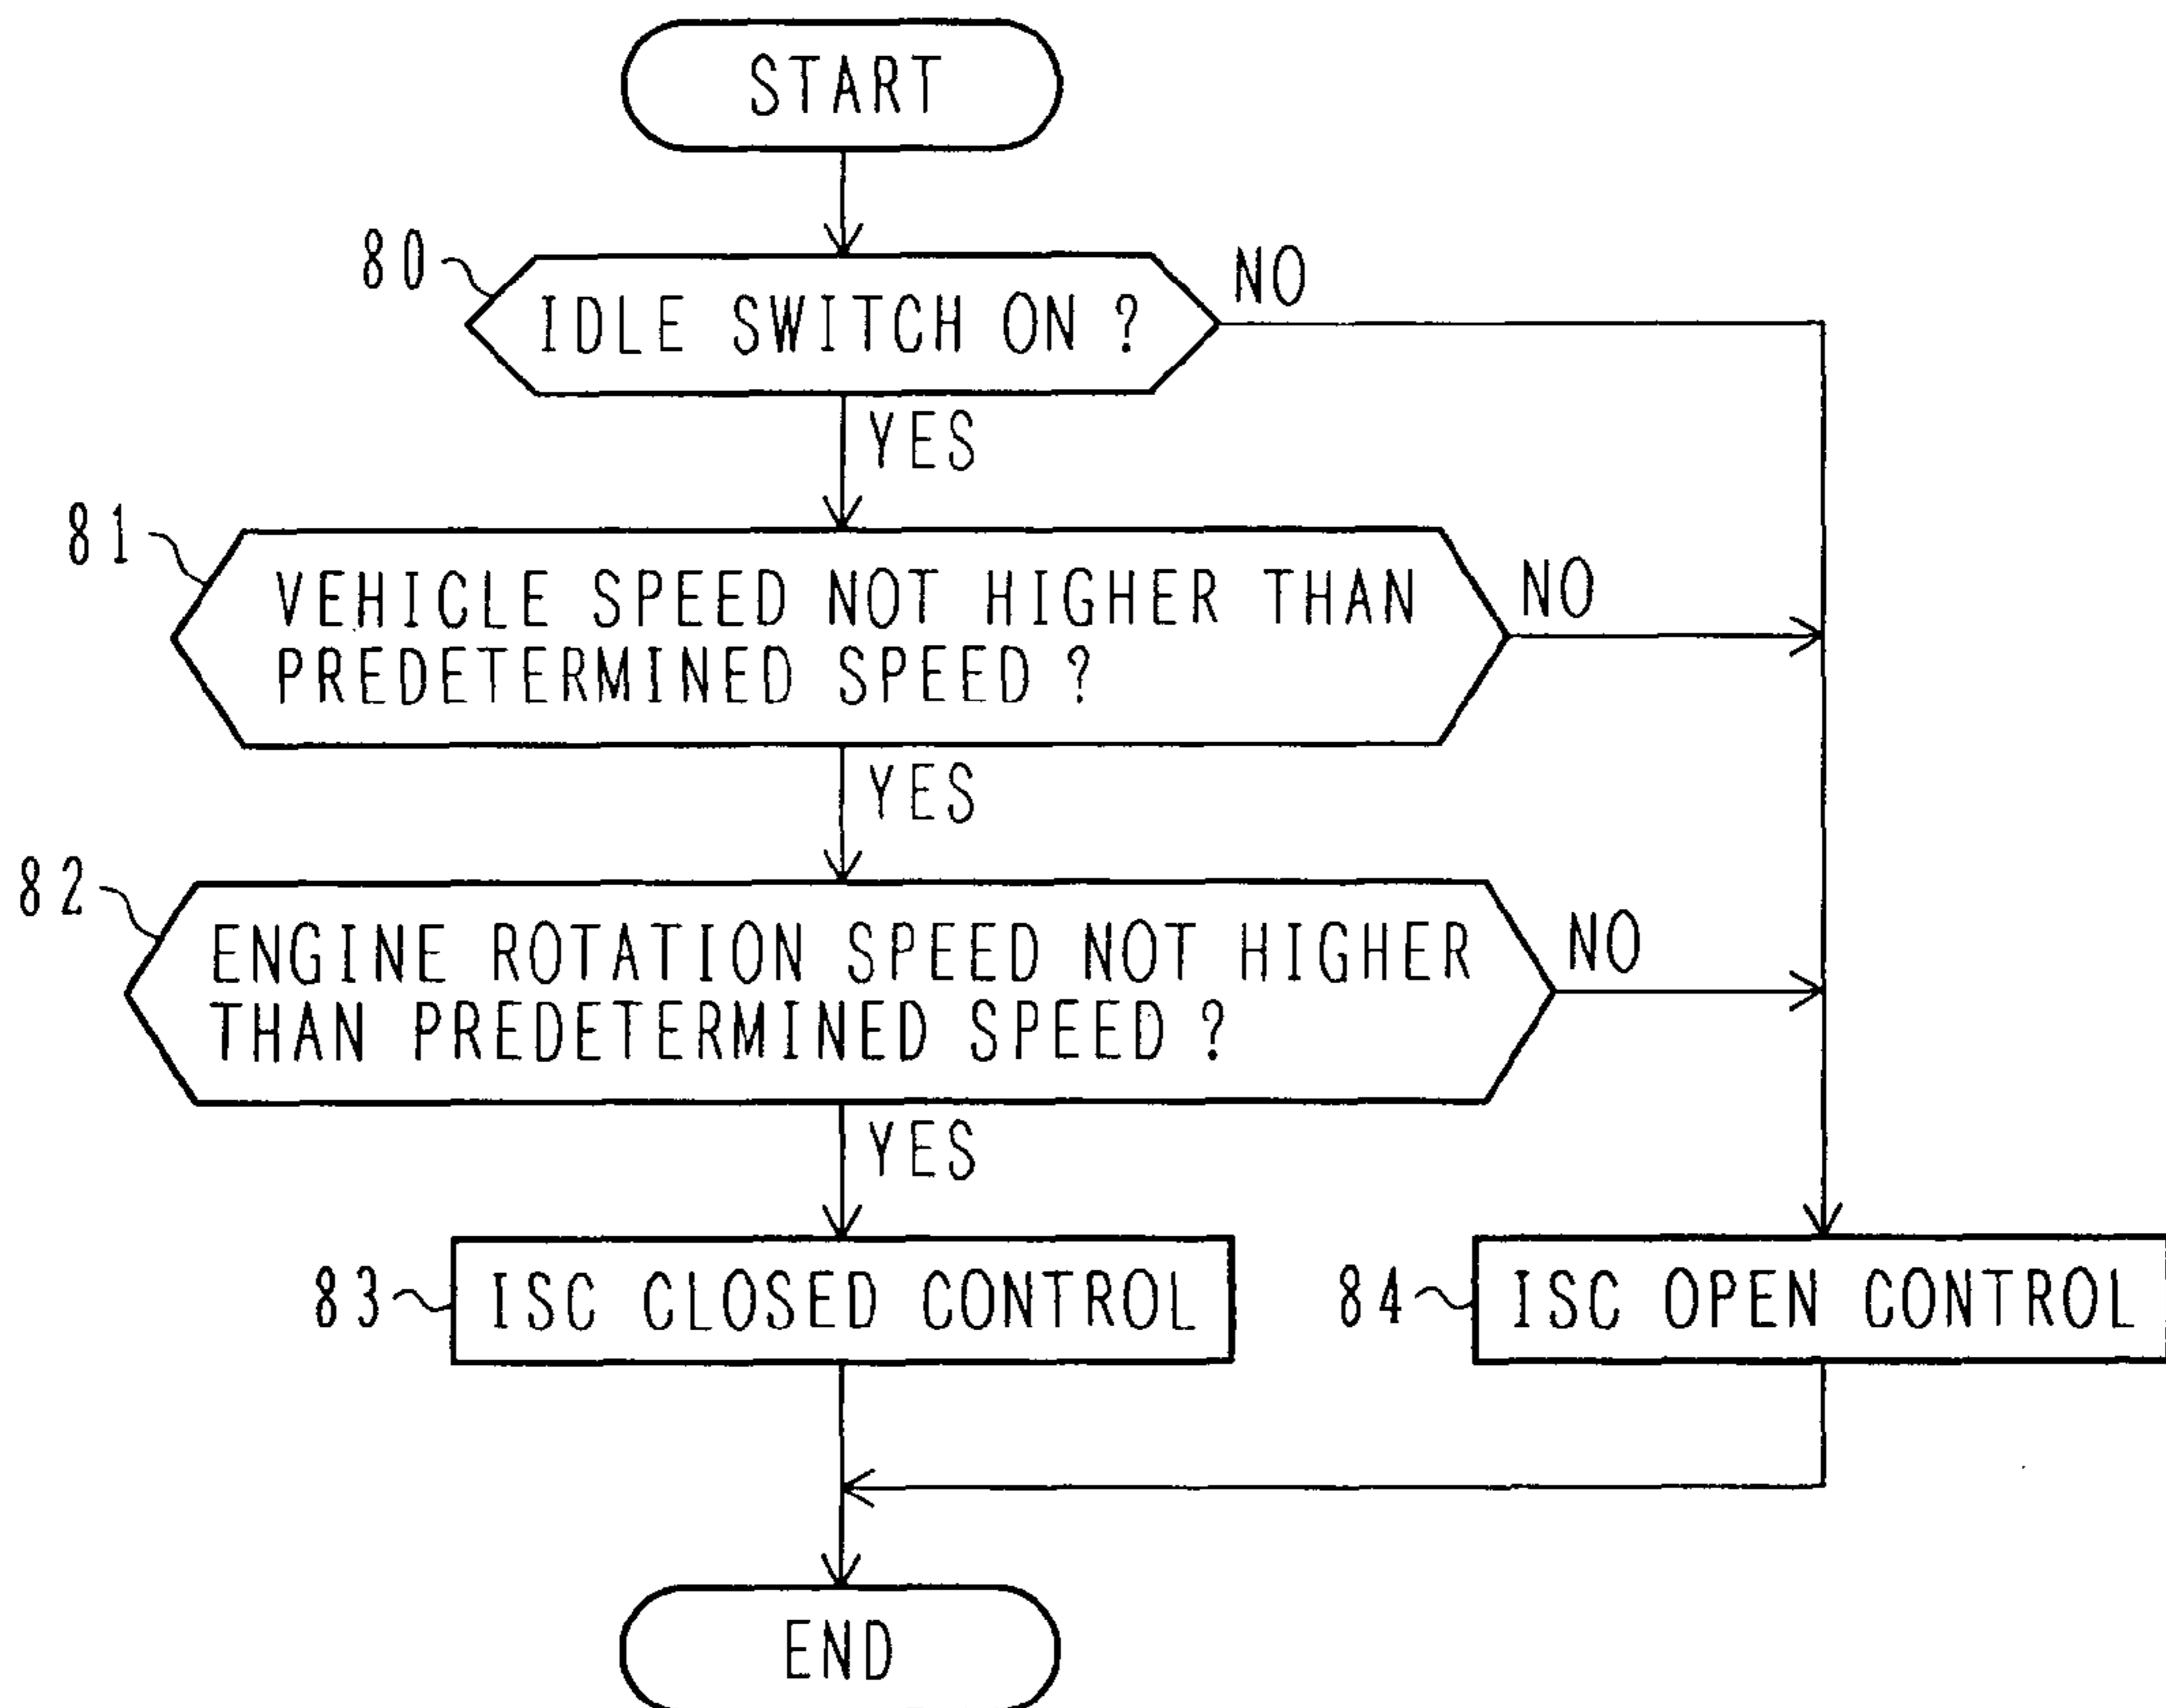 START
80
IDLE SWITCH ON ?
NO
YES
81
VEHICLE SPEED NOT HIGHER THAN
PREDETERMINED SPEED ?
NO
YES
82
ENGINE ROTATION SPEED NOT HIGHER
THAN PREDETERMINED SPEED ?
NO
YES
83
ISC CLOSED CONTROL
84
ISC OPEN CONTROL
END